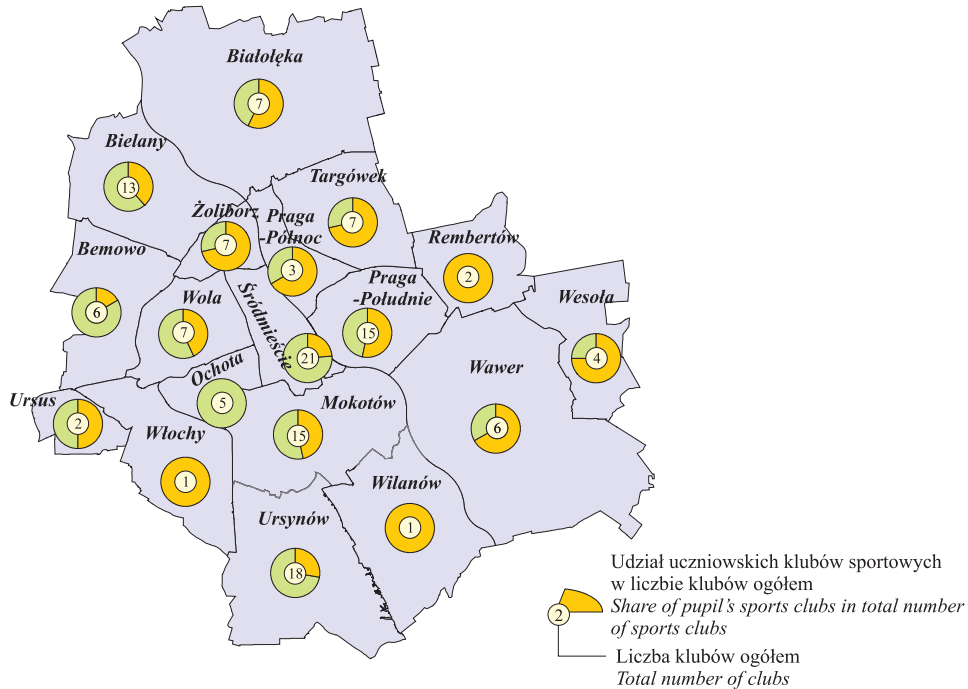 Białołęka
7
Bielany
13
Targówek
7
Żoliborz
7
Praga
-Północ
3
Rembertów
2
Bemowo
6
Wola
7
Śródmieście
21
Praga
-Południe
15
Wesoła
4
Wawer
6
Ochota
5
Ursus
2
Mokotów
15
Włochy
1
Wilanów
1
Ursynów
18
Udział uczniowskich klubów sportowych
w liczbie klubów ogółem
Share of pupil's sports clubs in total number
of sports clubs
2
Liczba klubów ogółem
Total number of clubs